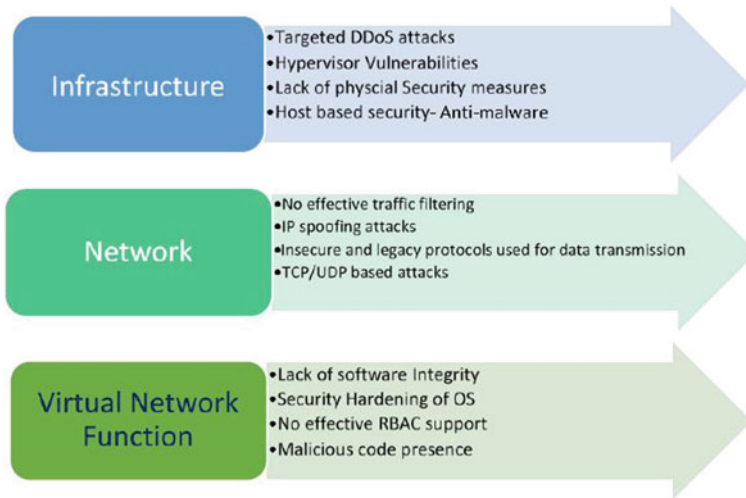 Infrastructure
•Targeted DDoS attacks
•Hypervisor Vulnerabilities
•Lack of physcial Security measures
•Host based security- Anti-malware
Network
•No effective traffic filtering
•IP spoofing attacks
•Insecure and legacy protocols used for data transmission
•TCP/UDP based attacks
Virtual Network
Function
•Lack of software Integrity
•Security Hardening of OS
•No effective RBAC support
•Malicious code presence